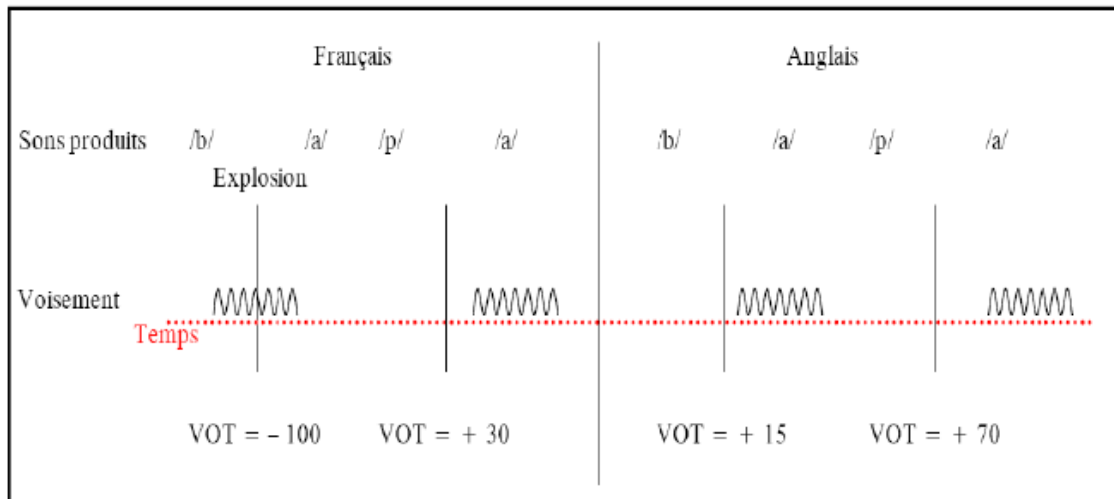 Français Anglais
Sons produits /b/ /a/ /p/ /a/ /b/ /a/ /p/ /a/
Explosion
Voisement
Temps
VOT = – 100 VOT = + 30 VOT = + 15 VOT = + 70